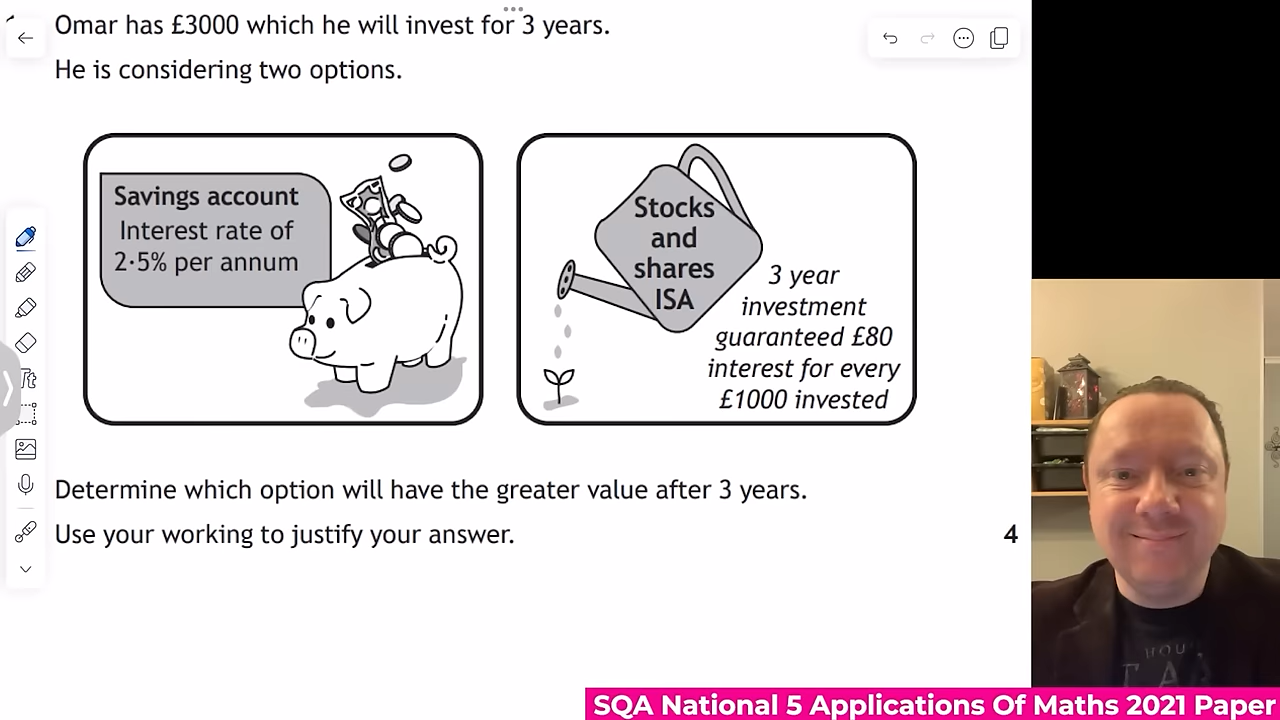 Omar has £3000 which he will invest for 3 years.
He is considering two options.
Savings account
Interest rate of
2·5% per annum
Stocks
and
shares
ISA
3 year
investment
guaranteed £80
interest for every
£1000 invested
Tt
Determine which option will have the greater value after 3 years.
Use your working to justify your answer.
4
SQA National 5 Applications Of Maths 2021 Paper